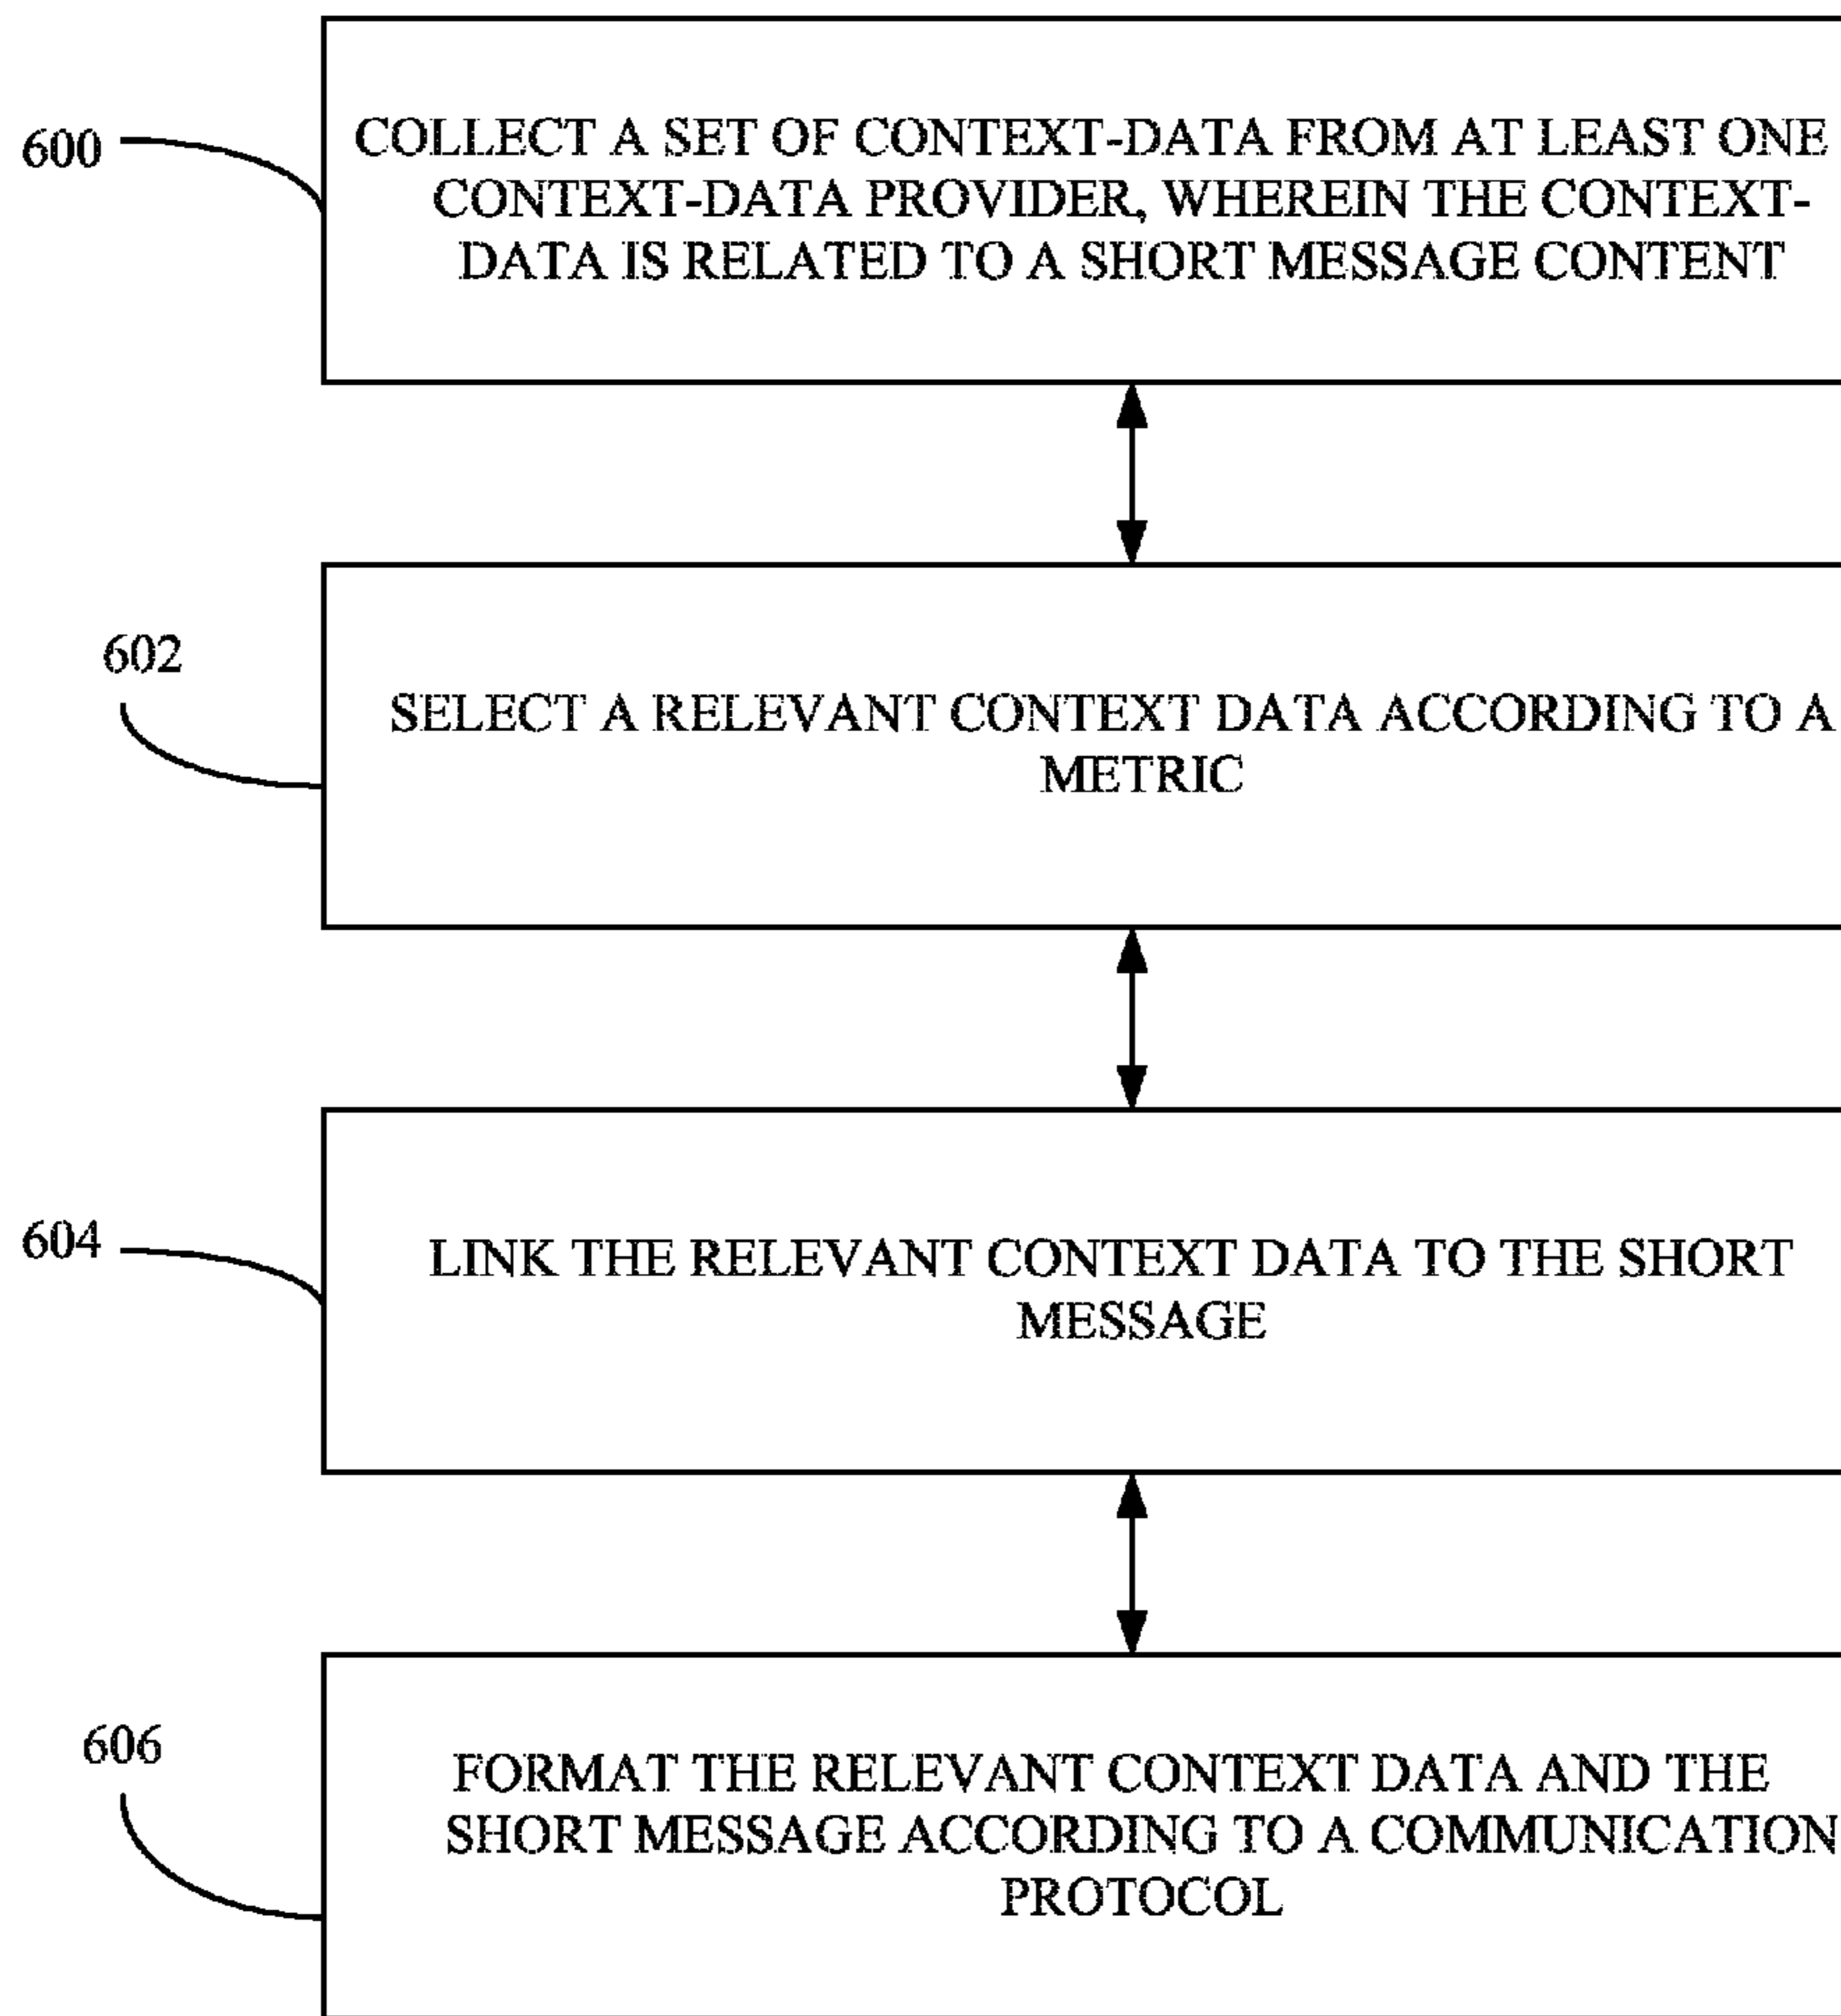 600
COLLECT A SET OF CONTEXT-DATA FROM AT LEAST ONE
CONTEXT-DATA PROVIDER, WHEREIN THE CONTEXT-
DATA IS RELATED TO A SHORT MESSAGE CONTENT
602
SELECT A RELEVANT CONTEXT DATA ACCORDING TO A
METRIC
604
LINK THE RELEVANT CONTEXT DATA TO THE SHORT
MESSAGE
606
FORMAT THE RELEVANT CONTEXT DATA AND THE
SHORT MESSAGE ACCORDING TO A COMMUNICATION
PROTOCOL